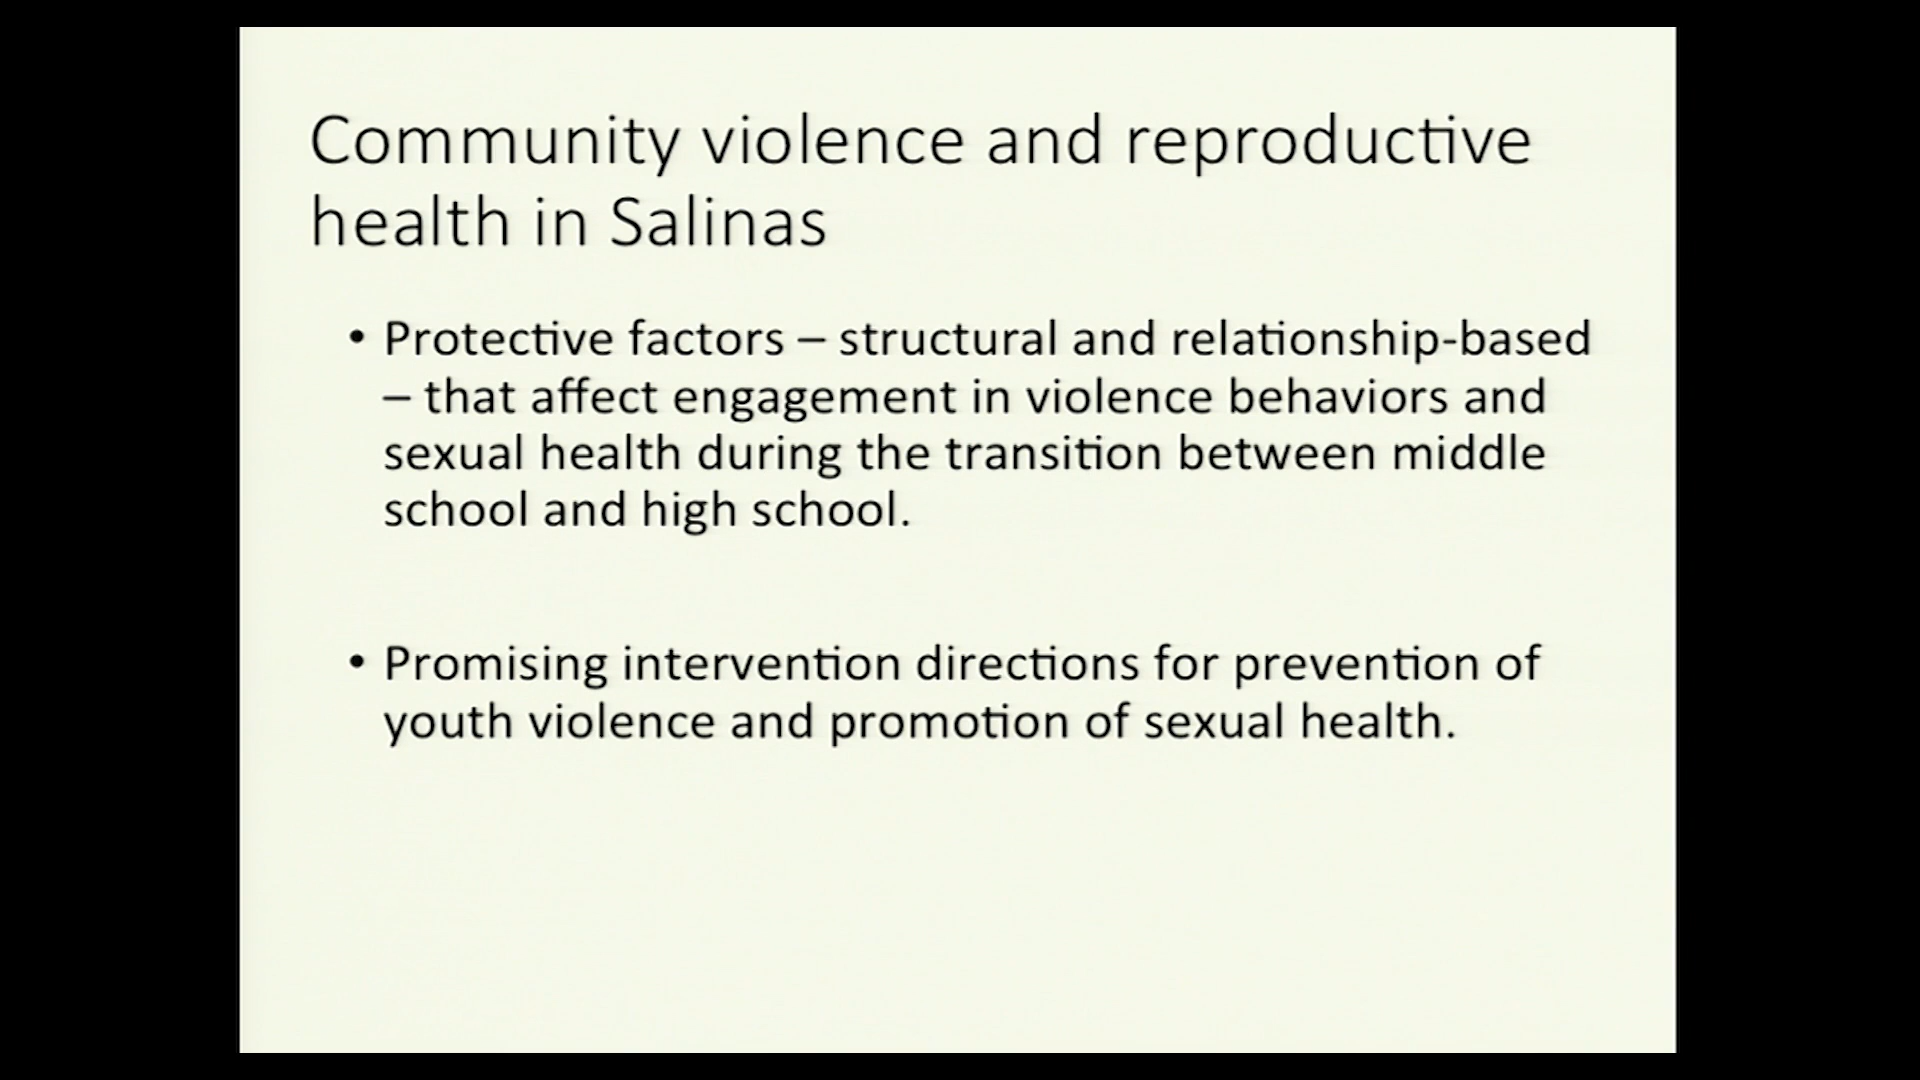 Community violence and reproductive
health in Salinas
• Protective factors – structural and relationship-based
– that affect engagement in violence behaviors and
sexual health during the transition between middle
school and high school.
• Promising intervention directions for prevention of
youth violence and promotion of sexual health.